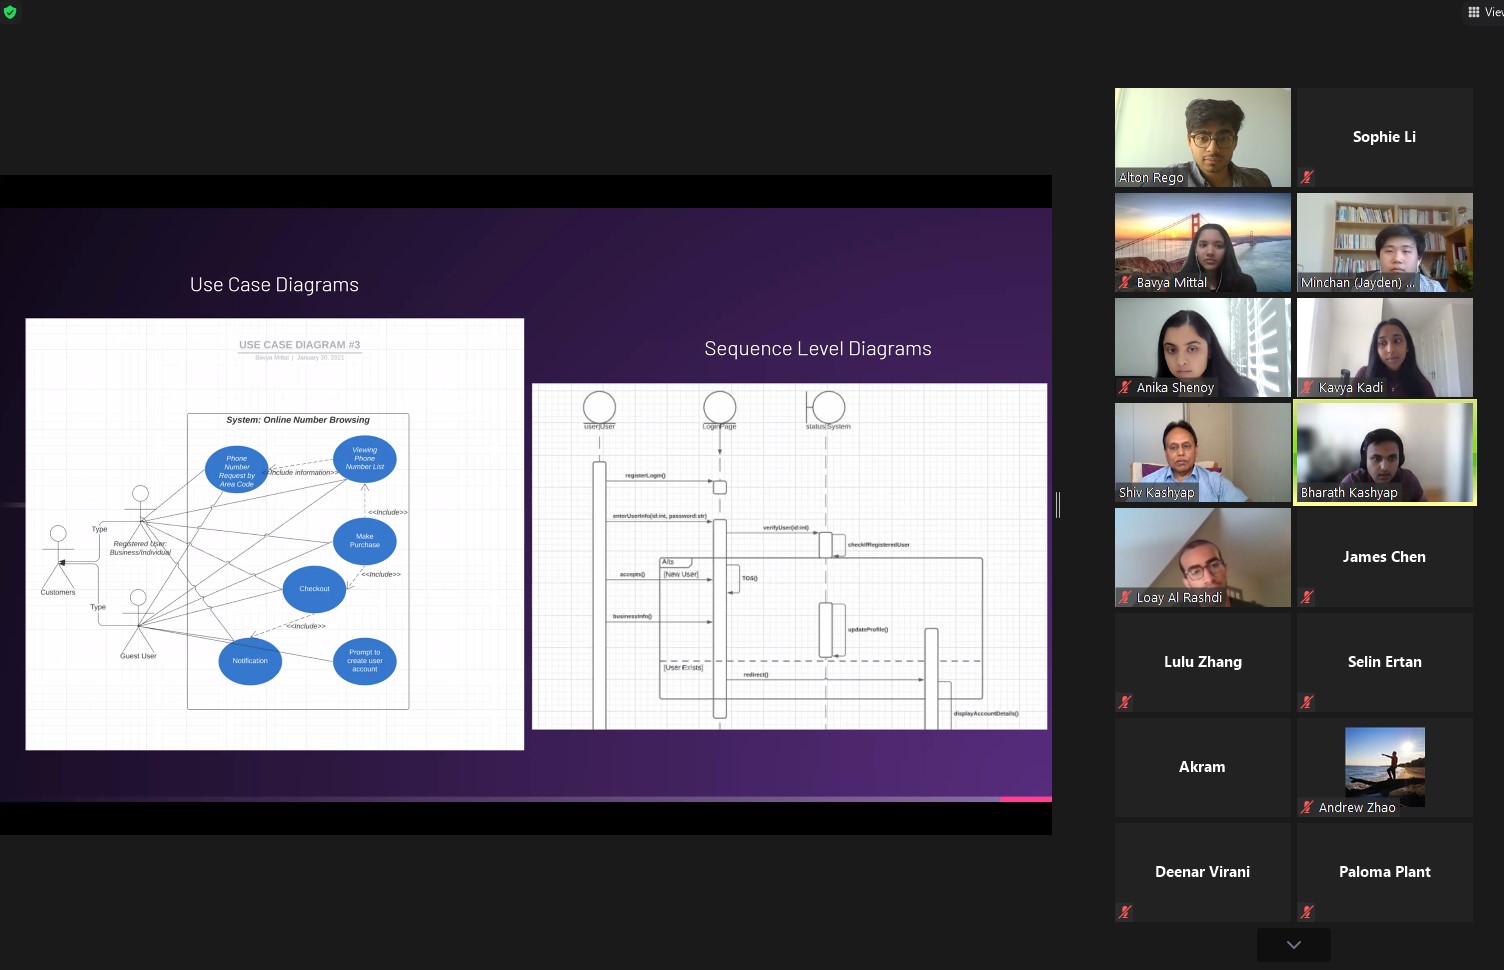 View
Use Case Diagrams
USE CASE DIAGRAM #3
Bavya Mittal | January 30, 2021
System: Online Number Browsing
Phone
Number
Request by
Area Code
<<Include information>>
Viewing
Phone
Number List
<<Include>>
Make
Purchase
<<Include>>
Checkout
<<Include>>
Notification
Prompt to
create user
account
Type
Registered User:
Business/Individual
Customers
Type
Guest User
Sequence Level Diagrams
user|User
LoginPage
status|System
registerLogin()
enterUserInfo(id:int, password:str)
verifyUser(id:int)
checkIfRegisteredUser
Alts
[New User]
accepts()
TOS()
businessInfo()
updateProfile()
[User Exists]
redirect()
displayAccountDetails()
Alton Rego
Sophie Li
Bavya Mittal
Minchan (Jayden) ...
Anika Shenoy
Kavya Kadi
Shiv Kashyap
Bharath Kashyap
Loay Al Rashdi
James Chen
Lulu Zhang
Selin Ertan
Akram
Andrew Zhao
Deenar Virani
Paloma Plant